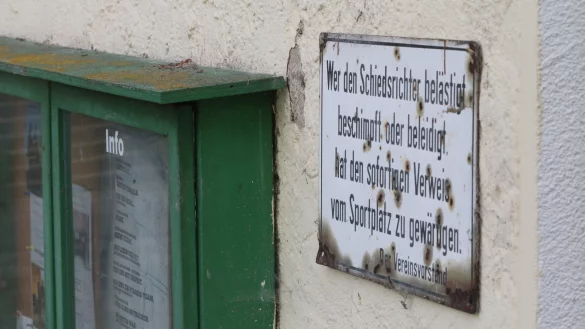 Info
Wer den Schiedsrichter belästigt
beschimpft oder beleidigt
hat den sofortigen Verweis
vom Sportplatz zu gewärtigen.
Der Vereinsvorstand